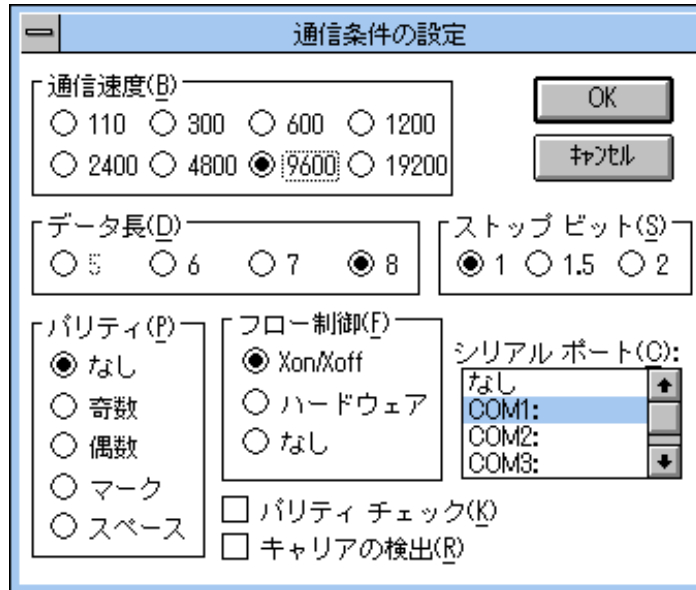 通信条件の設定
通信速度(B)
110 300 600 1200
2400 4800 9600 19200
OK
ｷｬﾝｾﾙ
データ長(D)
5 6 7 8
ストップ ビット(S)
1 1.5 2
パリティ(P)
なし
奇数
偶数
マーク
スペース
フロー制御(F)
Xon/Xoff
ハードウェア
なし
シリアル ポート(C):
なし
COM1:
COM2:
COM3:
パリティ チェック(K)
キャリアの検出(R)